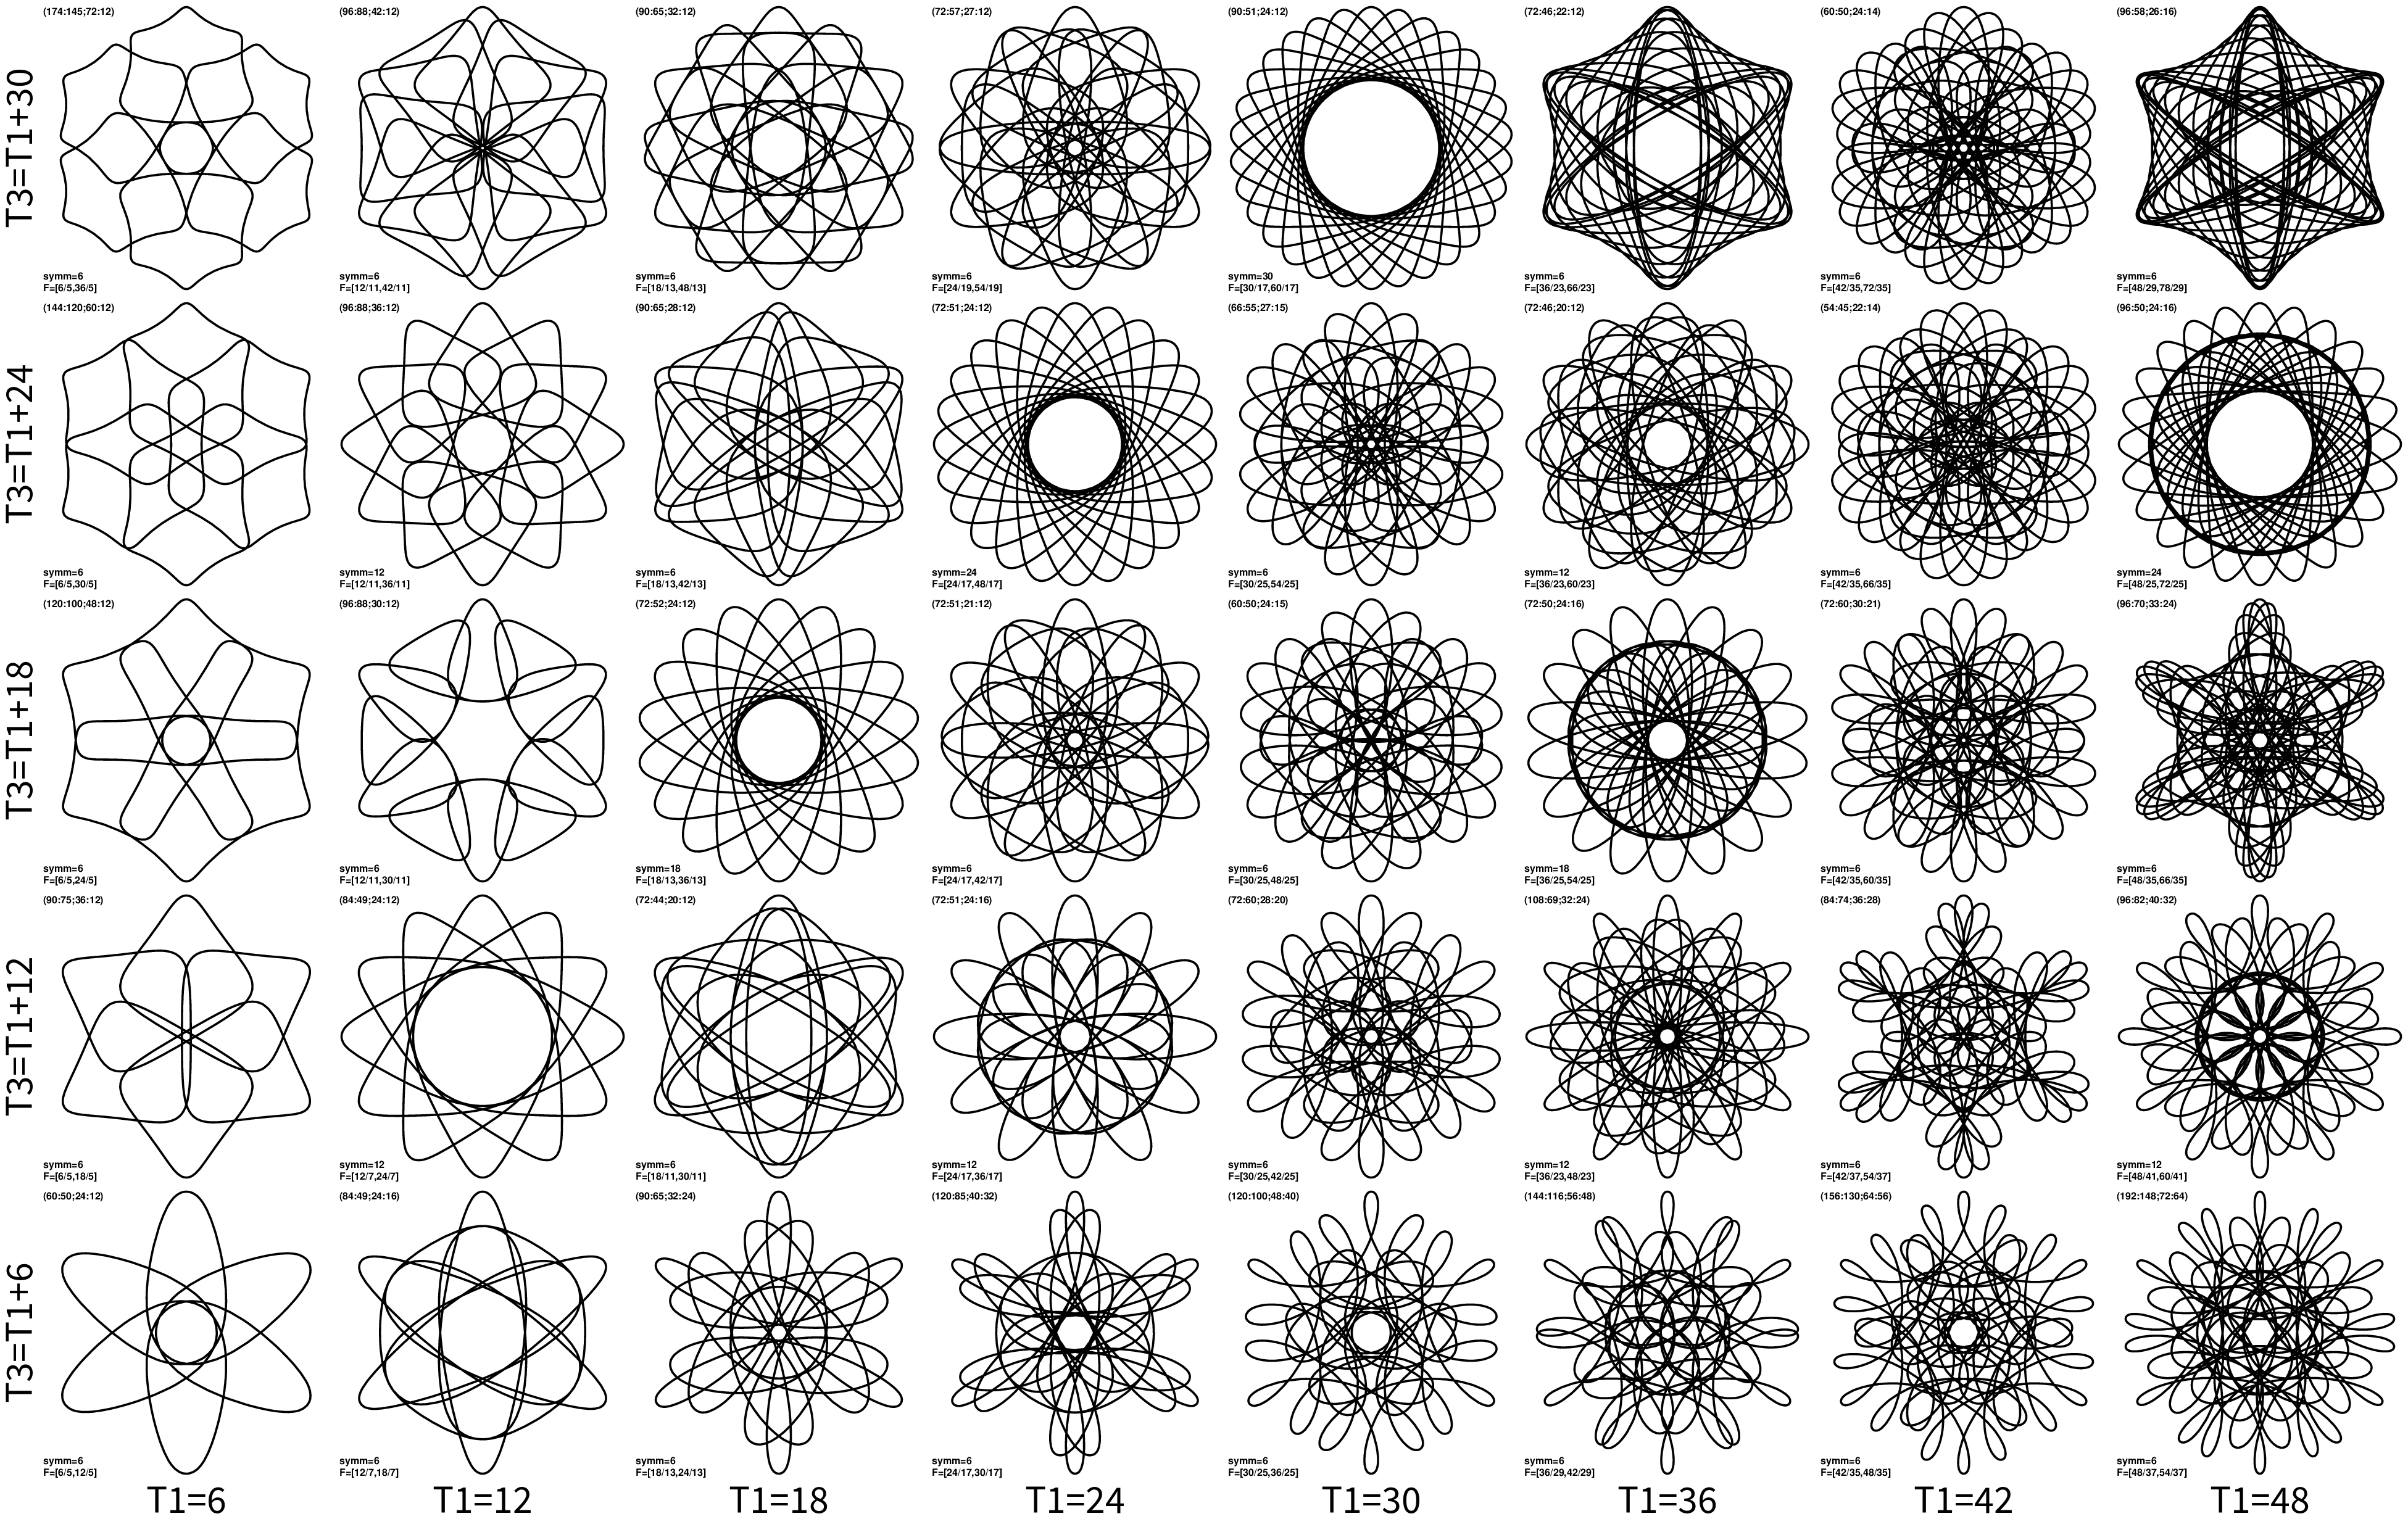 T3=T1+30
(174:145;72:12)
symm=6
F=[6/5,36/5]
(96:88;42:12)
symm=6
F=[12/11,42/11]
(90:65;32:12)
symm=6
F=[18/13,48/13]
(72:57;27:12)
symm=6
F=[24/19,54/19]
(90:51;24:12)
symm=30
F=[30/17,60/17]
(72:46;22:12)
symm=6
F=[36/23,66/23]
(60:50;24:14)
symm=6
F=[42/35,72/35]
(96:58;26:16)
symm=6
F=[48/29,78/29]
T3=T1+24
(144:120;60:12)
symm=6
F=[6/5,30/5]
(96:88;36:12)
symm=12
F=[12/11,36/11]
(90:65;28:12)
symm=6
F=[18/13,42/13]
(72:51;24:12)
symm=24
F=[24/17,48/17]
(66:55;27:15)
symm=6
F=[30/25,54/25]
(72:46;20:12)
symm=12
F=[36/23,60/23]
(54:45;22:14)
symm=6
F=[42/35,66/35]
(96:50;24:16)
symm=24
F=[48/25,72/25]
T3=T1+18
(120:100;48:12)
symm=6
F=[6/5,24/5]
(96:88;30:12)
symm=6
F=[12/11,30/11]
(72:52;24:12)
symm=18
F=[18/13,36/13]
(72:51;21:12)
symm=6
F=[24/17,42/17]
(60:50;24:15)
symm=6
F=[30/25,48/25]
(72:50;24:16)
symm=18
F=[36/25,54/25]
(72:60;30:21)
symm=6
F=[42/35,60/35]
(96:70;33:24)
symm=6
F=[48/35,66/35]
T3=T1+12
(90:75;36:12)
symm=6
F=[6/5,18/5]
(84:49;24:12)
symm=12
F=[12/7,24/7]
(72:44;20:12)
symm=6
F=[18/11,30/11]
(72:51;24:16)
symm=12
F=[24/17,36/17]
(72:60;28:20)
symm=6
F=[30/25,42/25]
(108:69;32:24)
symm=12
F=[36/23,48/23]
(84:74;36:28)
symm=6
F=[42/37,54/37]
(96:82;40:32)
symm=12
F=[48/41,60/41]
T3=T1+6
(60:50;24:12)
symm=6
F=[6/5,12/5]
(84:49;24:16)
symm=6
F=[12/7,18/7]
(90:65;32:24)
symm=6
F=[18/13,24/13]
(120:85;40:32)
symm=6
F=[24/17,30/17]
(120:100;48:40)
symm=6
F=[30/25,36/25]
(144:116;56:48)
symm=6
F=[36/29,42/29]
(156:130;64:56)
symm=6
F=[42/35,48/35]
(192:148;72:64)
symm=6
F=[48/37,54/37]
T1=6
T1=12
T1=18
T1=24
T1=30
T1=36
T1=42
T1=48